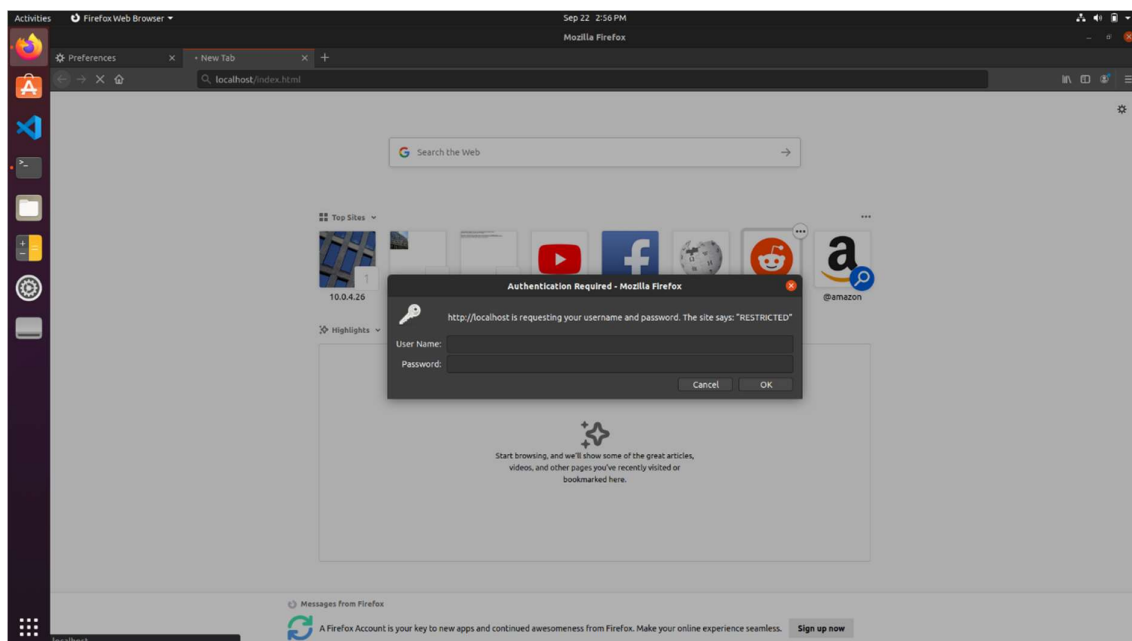 Activities
Firefox Web Browser
Sep 22 2:56 PM
Mozilla Firefox
Preferences
New Tab
localhost/index.html
Search the Web
Top Sites
1
10.0.4.26
@amazon
Authentication Required - Mozilla Firefox
http://localhost is requesting your username and password. The site says: "RESTRICTED"
User Name:
Password:
Cancel
OK
Highlights
Start browsing, and we'll show some of the great articles,
videos, and other pages you've recently visited or
bookmarked here.
Messages from Firefox
A Firefox Account is your key to new apps and continued awesomeness from Firefox. Make your online experience seamless.
Sign up now
localhost